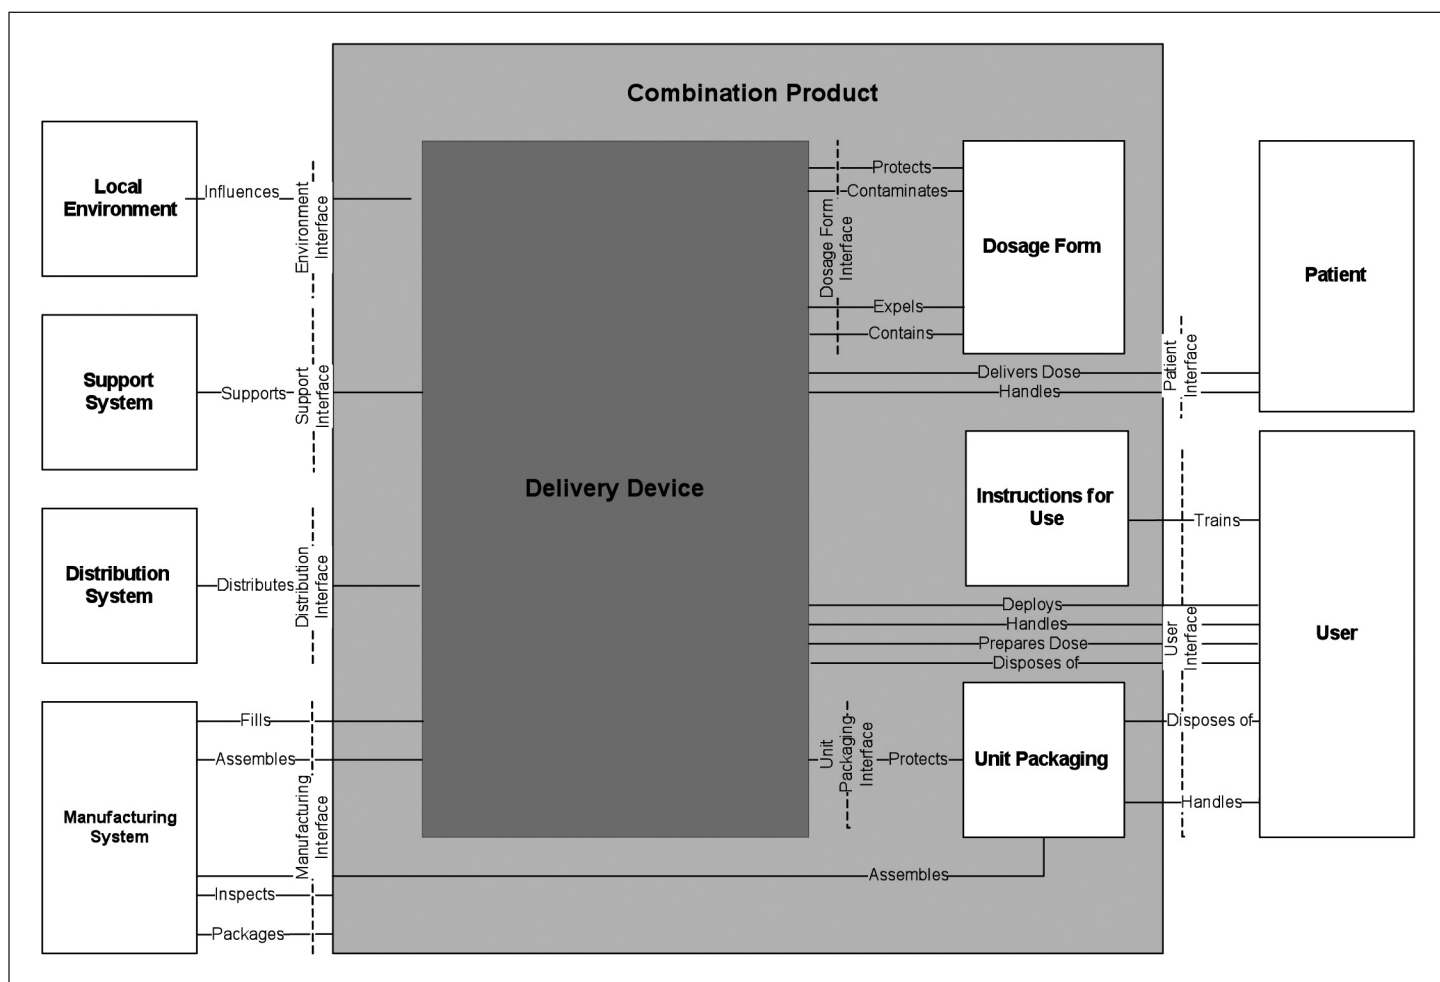 Combination Product
Local
Environment
Influences
Environment
Interface
Support
System
Supports
Support
Interface
Distribution
System
Distributes
Distribution
Interface
Manufacturing
System
Fills
Assembles
Manufacturing
Interface
Inspects
Packages
Delivery Device
Protects
Contaminates
Dosage Form
Interface
Expels
Contains
Dosage Form
Delivers Dose
Handles
Patient
Interface
Patient
Instructions for
Use
Trains
Deploys
Handles
Prepares Dose
Disposes of
User
Interface
User
Unit
Packaging
Interface
Protects
Unit Packaging
Disposes of
Handles
Assembles